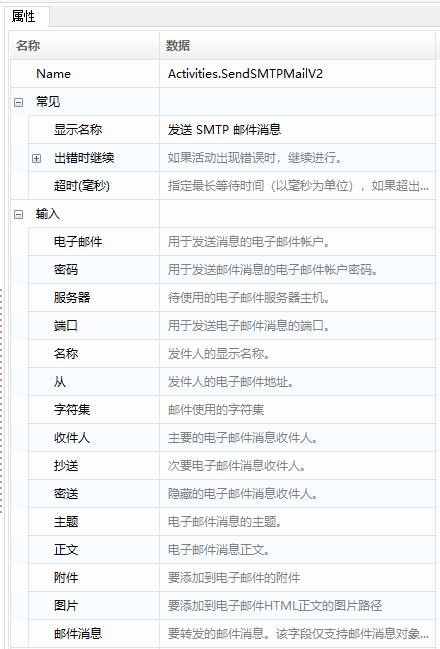 属性
名称 数据
Name Activities.SendSMTPMailV2
常见
显示名称 发送 SMTP 邮件消息
出错时继续 如果活动出现错误时，继续进行。
超时(毫秒) 指定最长等待时间（以毫秒为单位），如果超出...
输入
电子邮件 用于发送消息的电子邮件帐户。
密码 用于发送邮件消息的电子邮件帐户密码。
服务器 待使用的电子邮件服务器主机。
端口 用于发送电子邮件消息的端口。
名称 发件人的显示名称。
从 发件人的电子邮件地址。
字符集 邮件使用的字符集
收件人 主要的电子邮件消息收件人。
抄送 次要电子邮件消息收件人。
密送 隐藏的电子邮件消息收件人。
主题 电子邮件消息的主题。
正文 电子邮件消息正文。
附件 要添加到电子邮件的附件
图片 要添加到电子邮件HTML正文的图片路径
邮件消息 要转发的邮件消息。该字段仅支持邮件消息对象...